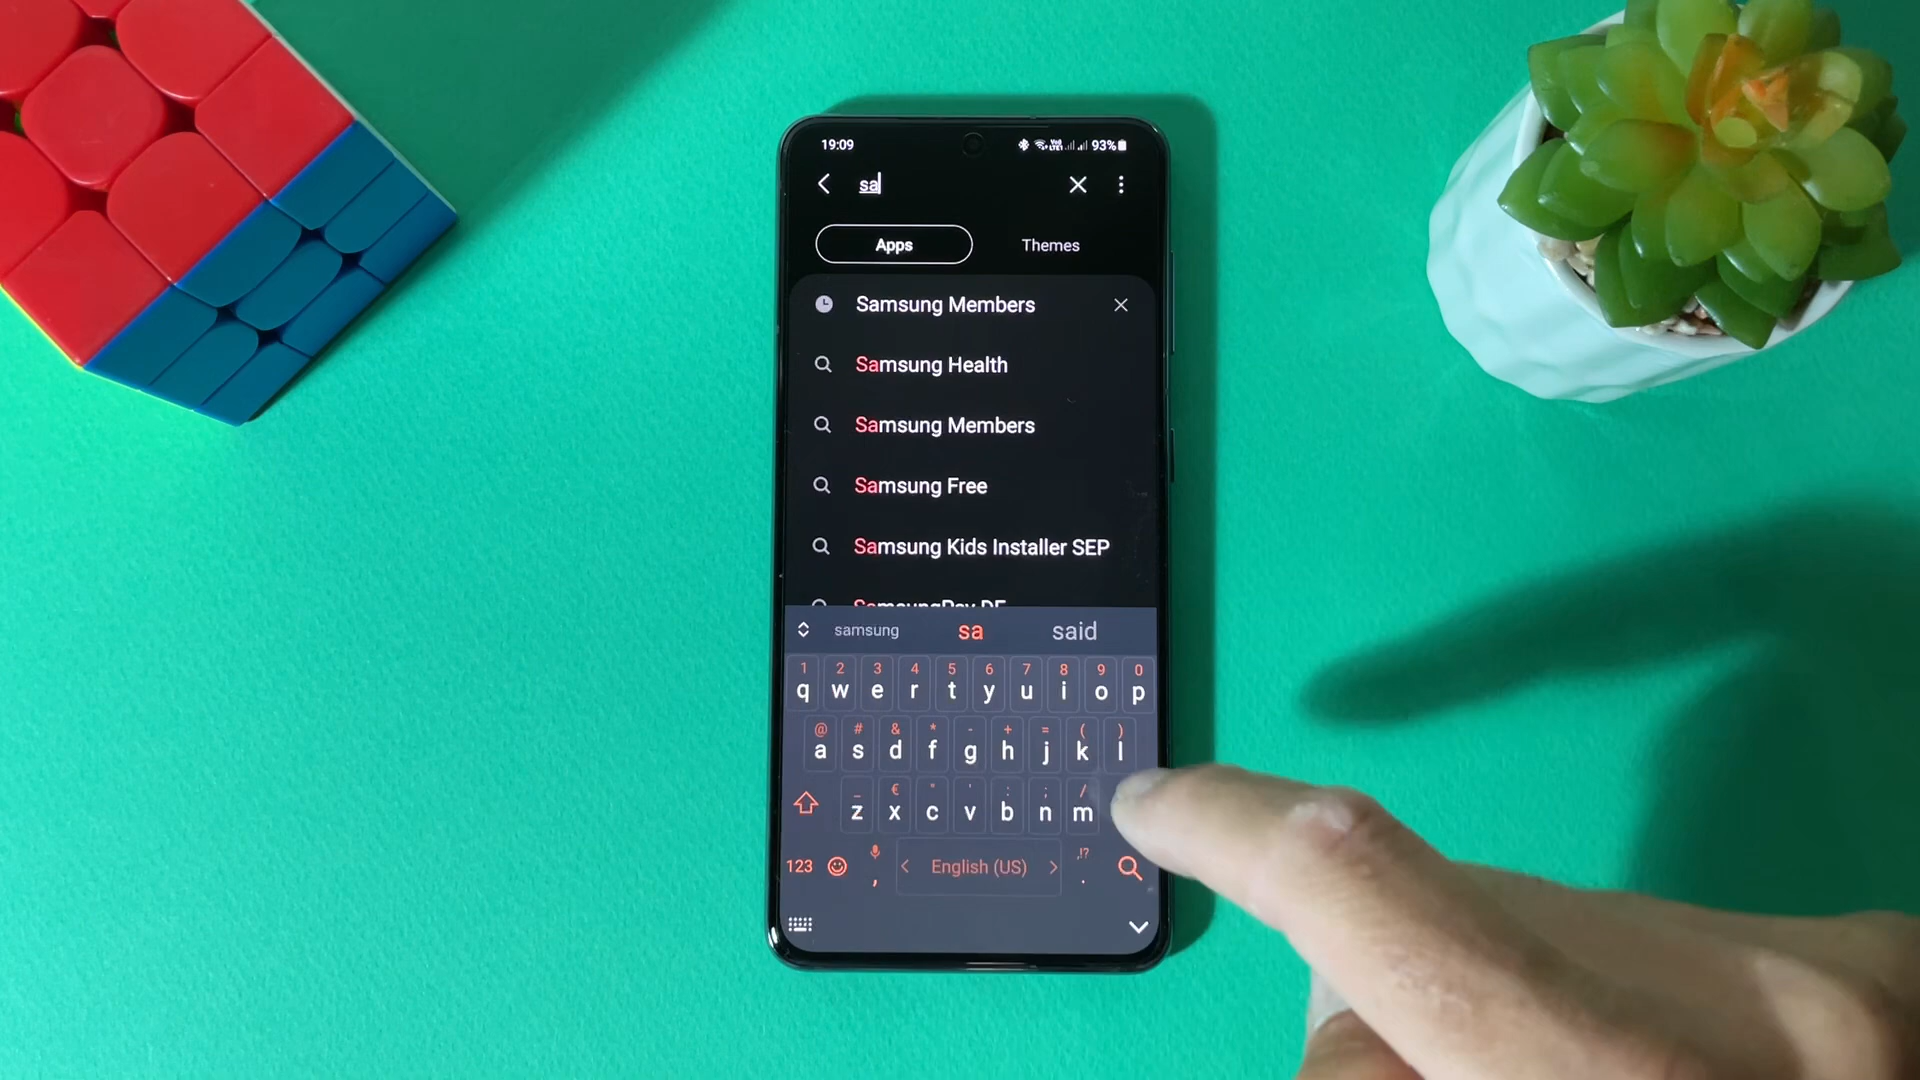 19:09 93%
sa
Apps Themes
Samsung Members
Samsung Health
Samsung Members
Samsung Free
Samsung Kids Installer SEP
SamsungPay DE
samsung sa said
1 2 3 4 5 6 7 8 9 0
q w e r t y u i o p
@ # & * - + = ( )
a s d f g h j k l
_ € " ' : ; /
z x c v b n m
123 , English (US) ,!? .